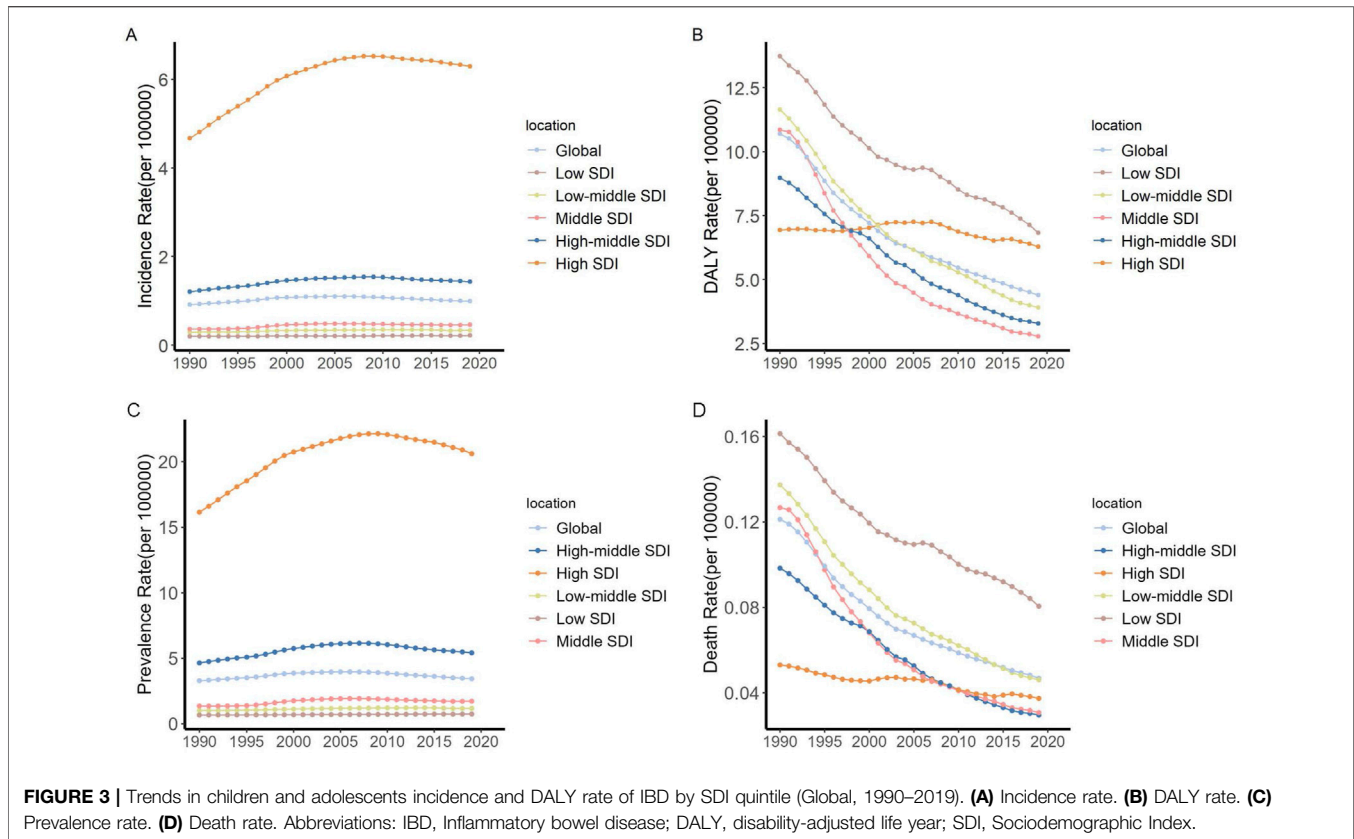 A
Incidence Rate(per 100000)
6
4
2
0
1990 1995 2000 2005 2010 2015 2020
location
Global
Low SDI
Low-middle SDI
Middle SDI
High-middle SDI
High SDI
B
DALY Rate(per 100000)
12.5
10.0
7.5
5.0
2.5
1990 1995 2000 2005 2010 2015 2020
location
Global
Low SDI
Low-middle SDI
Middle SDI
High-middle SDI
High SDI
C
Prevalence Rate(per 100000)
20
15
10
5
0
1990 1995 2000 2005 2010 2015 2020
location
Global
High-middle SDI
High SDI
Low-middle SDI
Low SDI
Middle SDI
D
Death Rate(per 100000)
0.16
0.12
0.08
0.04
1990 1995 2000 2005 2010 2015 2020
location
Global
High-middle SDI
High SDI
Low-middle SDI
Low SDI
Middle SDI
FIGURE 3 | Trends in children and adolescents incidence and DALY rate of IBD by SDI quintile (Global, 1990–2019). (A) Incidence rate. (B) DALY rate. (C)
Prevalence rate. (D) Death rate. Abbreviations: IBD, Inflammatory bowel disease; DALY, disability-adjusted life year; SDI, Sociodemographic Index.